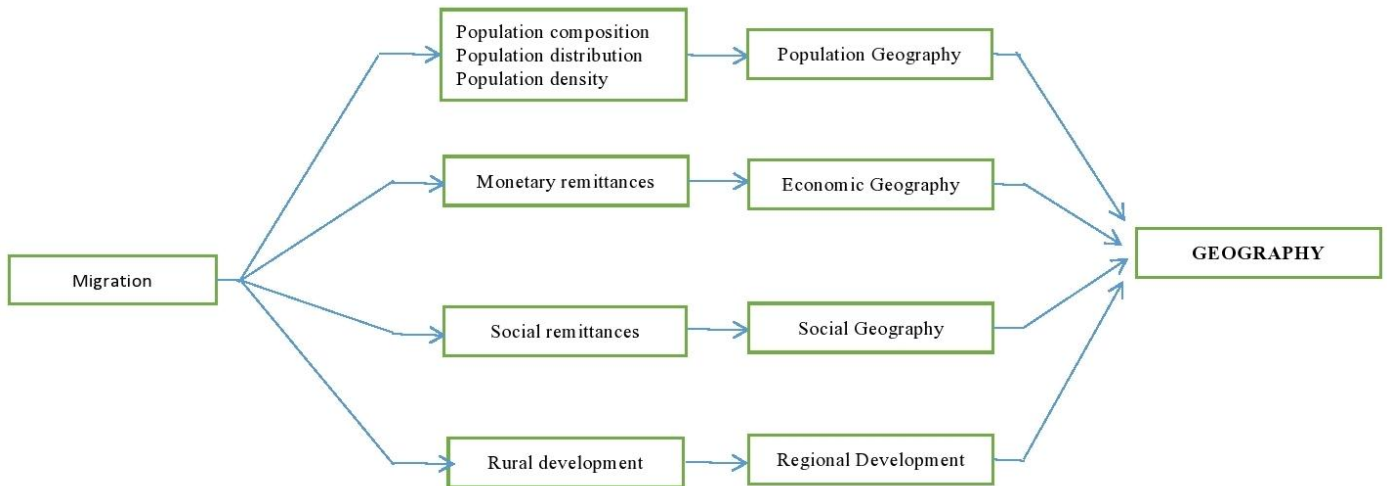 Population composition
Population distribution
Population density
Population Geography
Monetary remittances
Economic Geography
GEOGRAPHY
Migration
Social remittances
Social Geography
Rural development
Regional Development